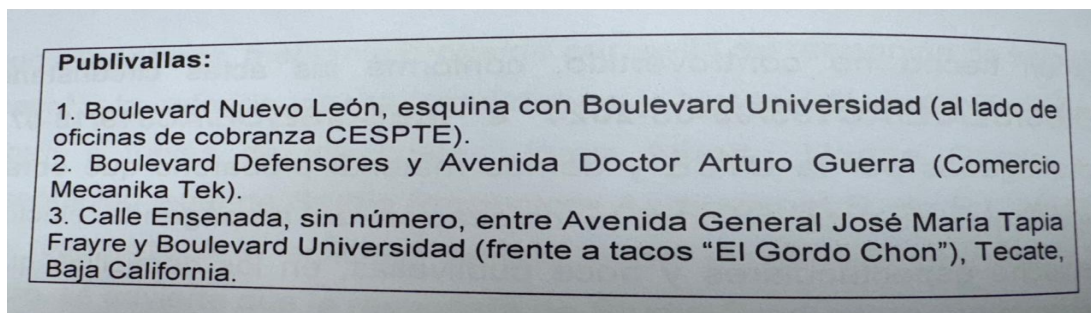 Publivallas:
1. Boulevard Nuevo León, esquina con Boulevard Universidad (al lado de
oficinas de cobranza CESPTE).
2. Boulevard Defensores y Avenida Doctor Arturo Guerra (Comercio
Mecanika Tek).
3. Calle Ensenada, sin número, entre Avenida General José María Tapia
Frayre y Boulevard Universidad (frente a tacos “El Gordo Chon”), Tecate,
Baja California.